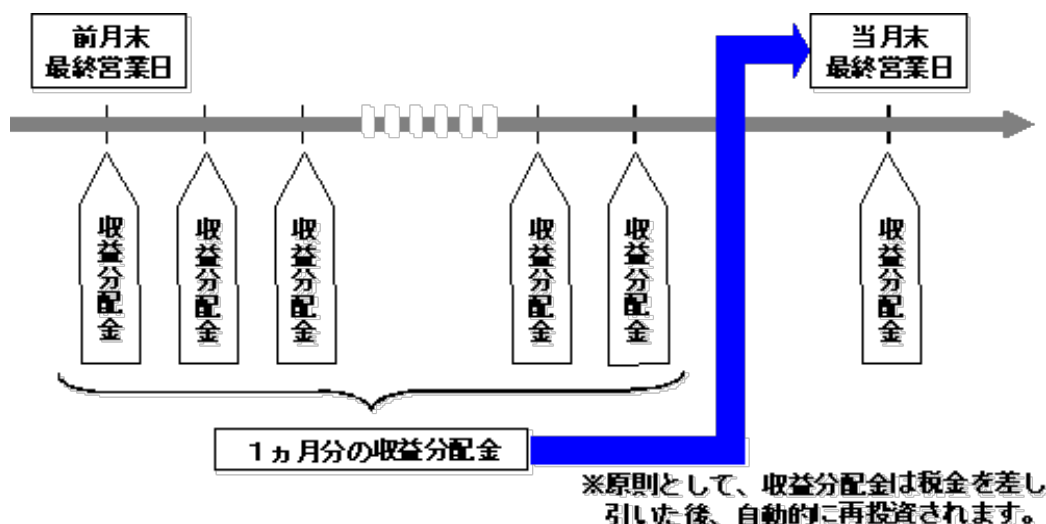 前月末
最終営業日
当月末
最終営業日
収益分配金
収益分配金
収益分配金
収益分配金
収益分配金
収益分配金
1ヵ月分の収益分配金
※原則として、収益分配金は税金を差し
引いた後、自動的に再投資されます。